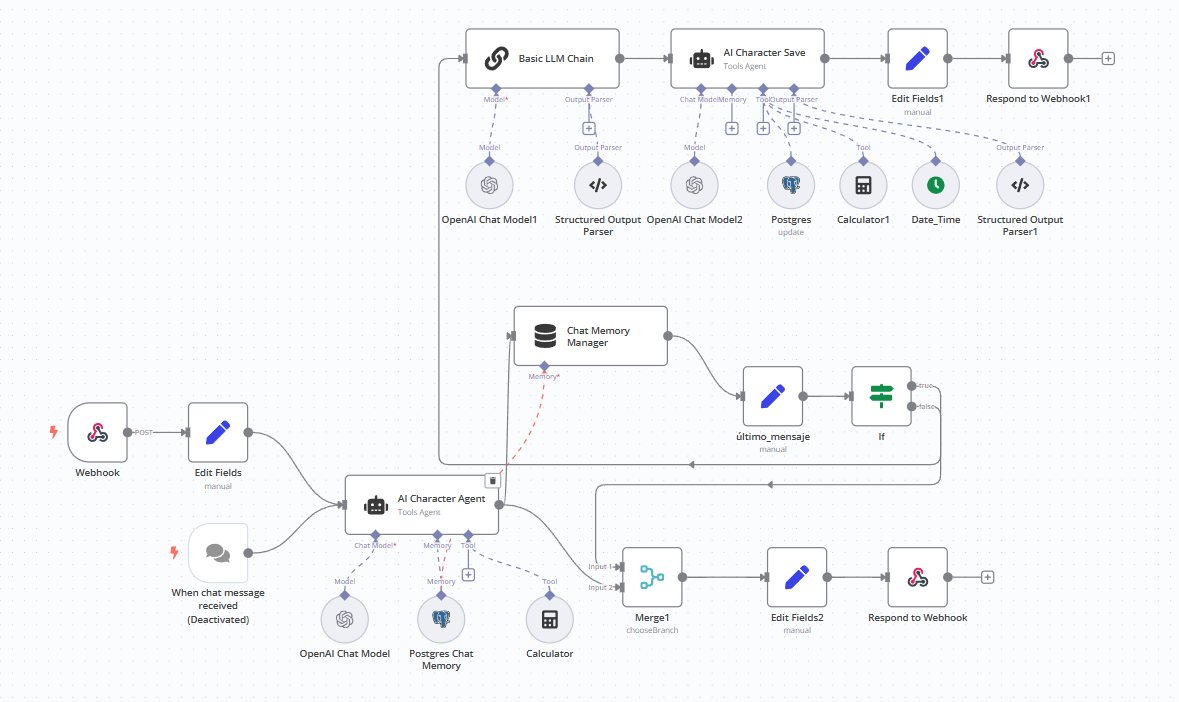 Basic LLM Chain
AI Character Save
Tools Agent
Model*
Output Parser
Chat Model
Memory
Tool
Output Parser
Edit Fields1
manual
Respond to Webhook1
Model
Output Parser
Model
Tool
Output Parser
OpenAI Chat Model1
Structured Output
Parser
OpenAI Chat Model2
Postgres
update
Calculator1
Date_Time
Structured Output
Parser1
Chat Memory
Manager
Memory*
true
false
último_mensaje
manual
If
POST
Webhook
Edit Fields
manual
AI Character Agent
Tools Agent
Chat Model*
Memory
Tool
When chat message
received
(Deactivated)
Model
Memory
Tool
OpenAI Chat Model
Postgres Chat
Memory
Calculator
Input 1
Input 2
Merge1
chooseBranch
Edit Fields2
manual
Respond to Webhook